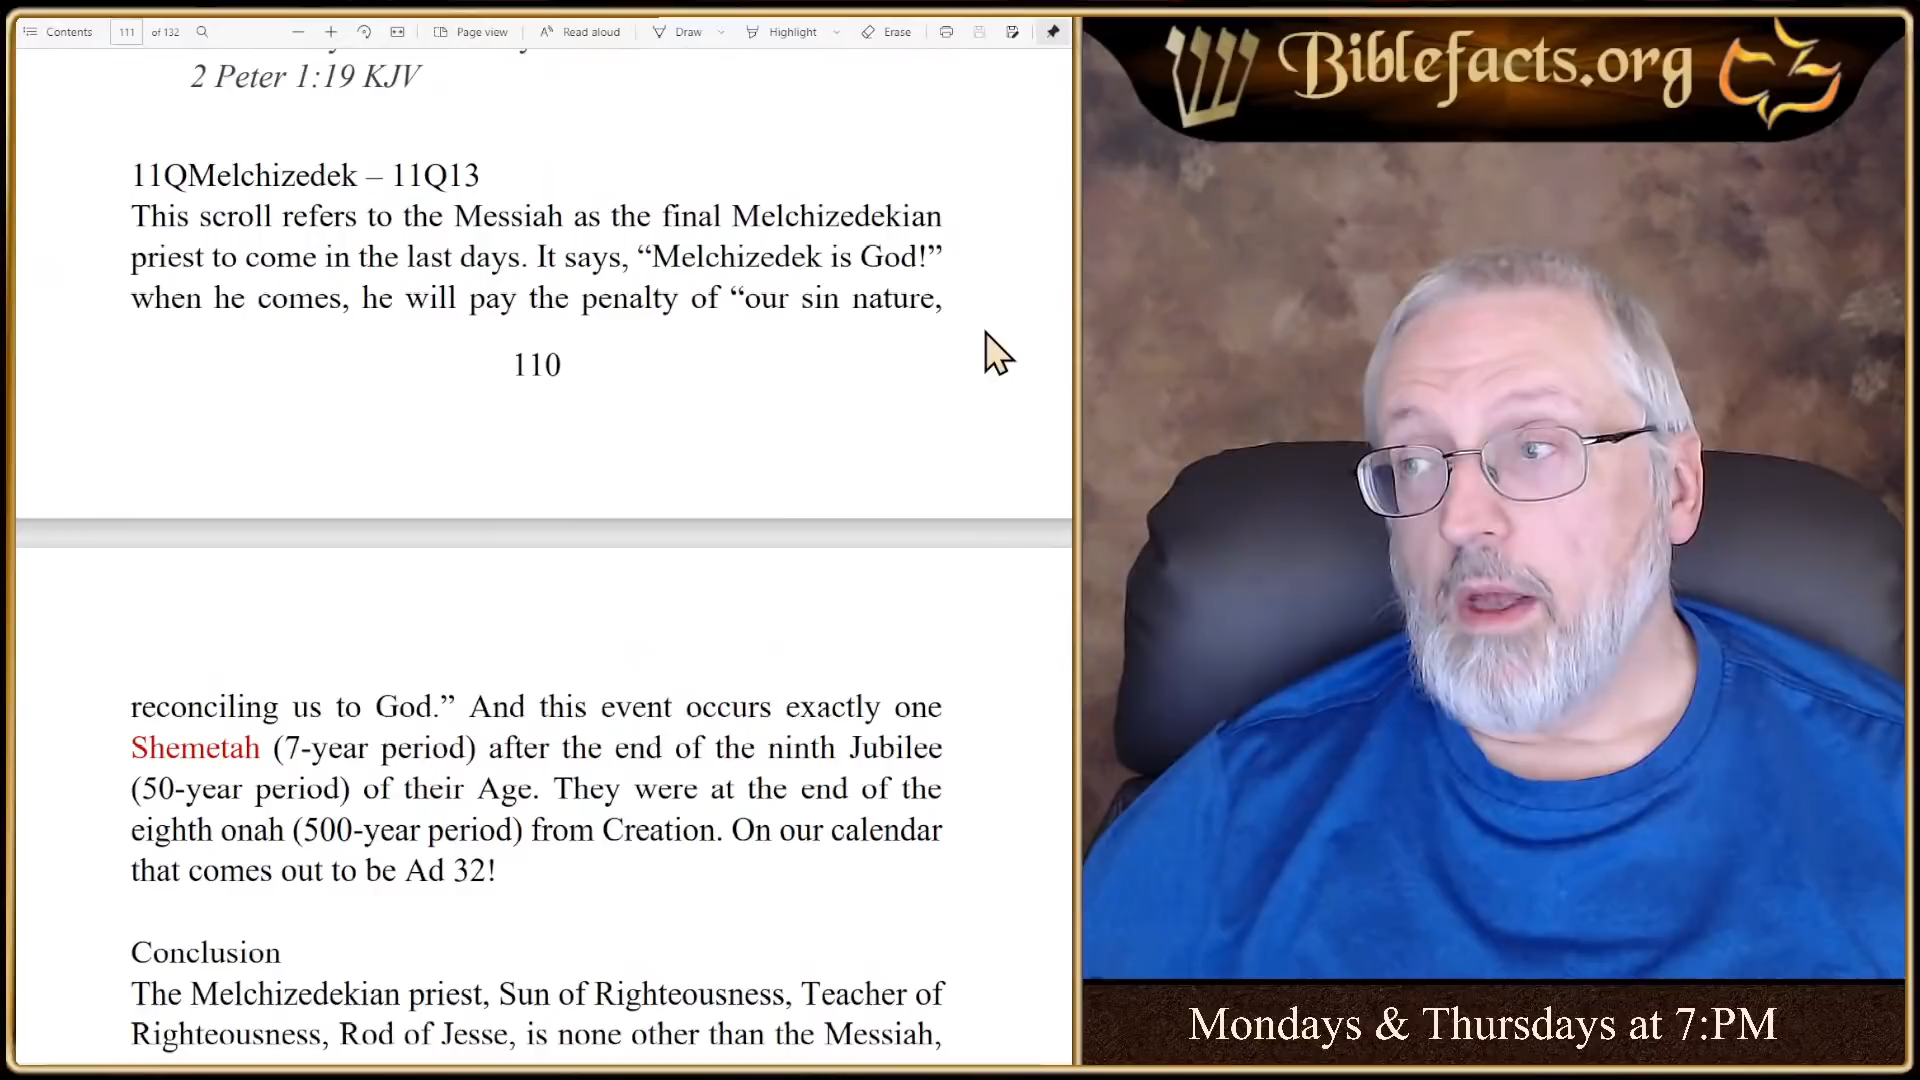 Contents 111 of 132 Page view Read aloud Draw Highlight Erase
2 Peter 1:19 KJV
11QMelchizedek – 11Q13
This scroll refers to the Messiah as the final Melchizedekian
priest to come in the last days. It says, “Melchizedek is God!”
when he comes, he will pay the penalty of “our sin nature,
110
reconciling us to God.” And this event occurs exactly one
Shemetah (7-year period) after the end of the ninth Jubilee
(50-year period) of their Age. They were at the end of the
eighth onah (500-year period) from Creation. On our calendar
that comes out to be Ad 32!
Conclusion
The Melchizedekian priest, Sun of Righteousness, Teacher of
Righteousness, Rod of Jesse, is none other than the Messiah,
ש Biblefacts.org
Mondays & Thursdays at 7:PM